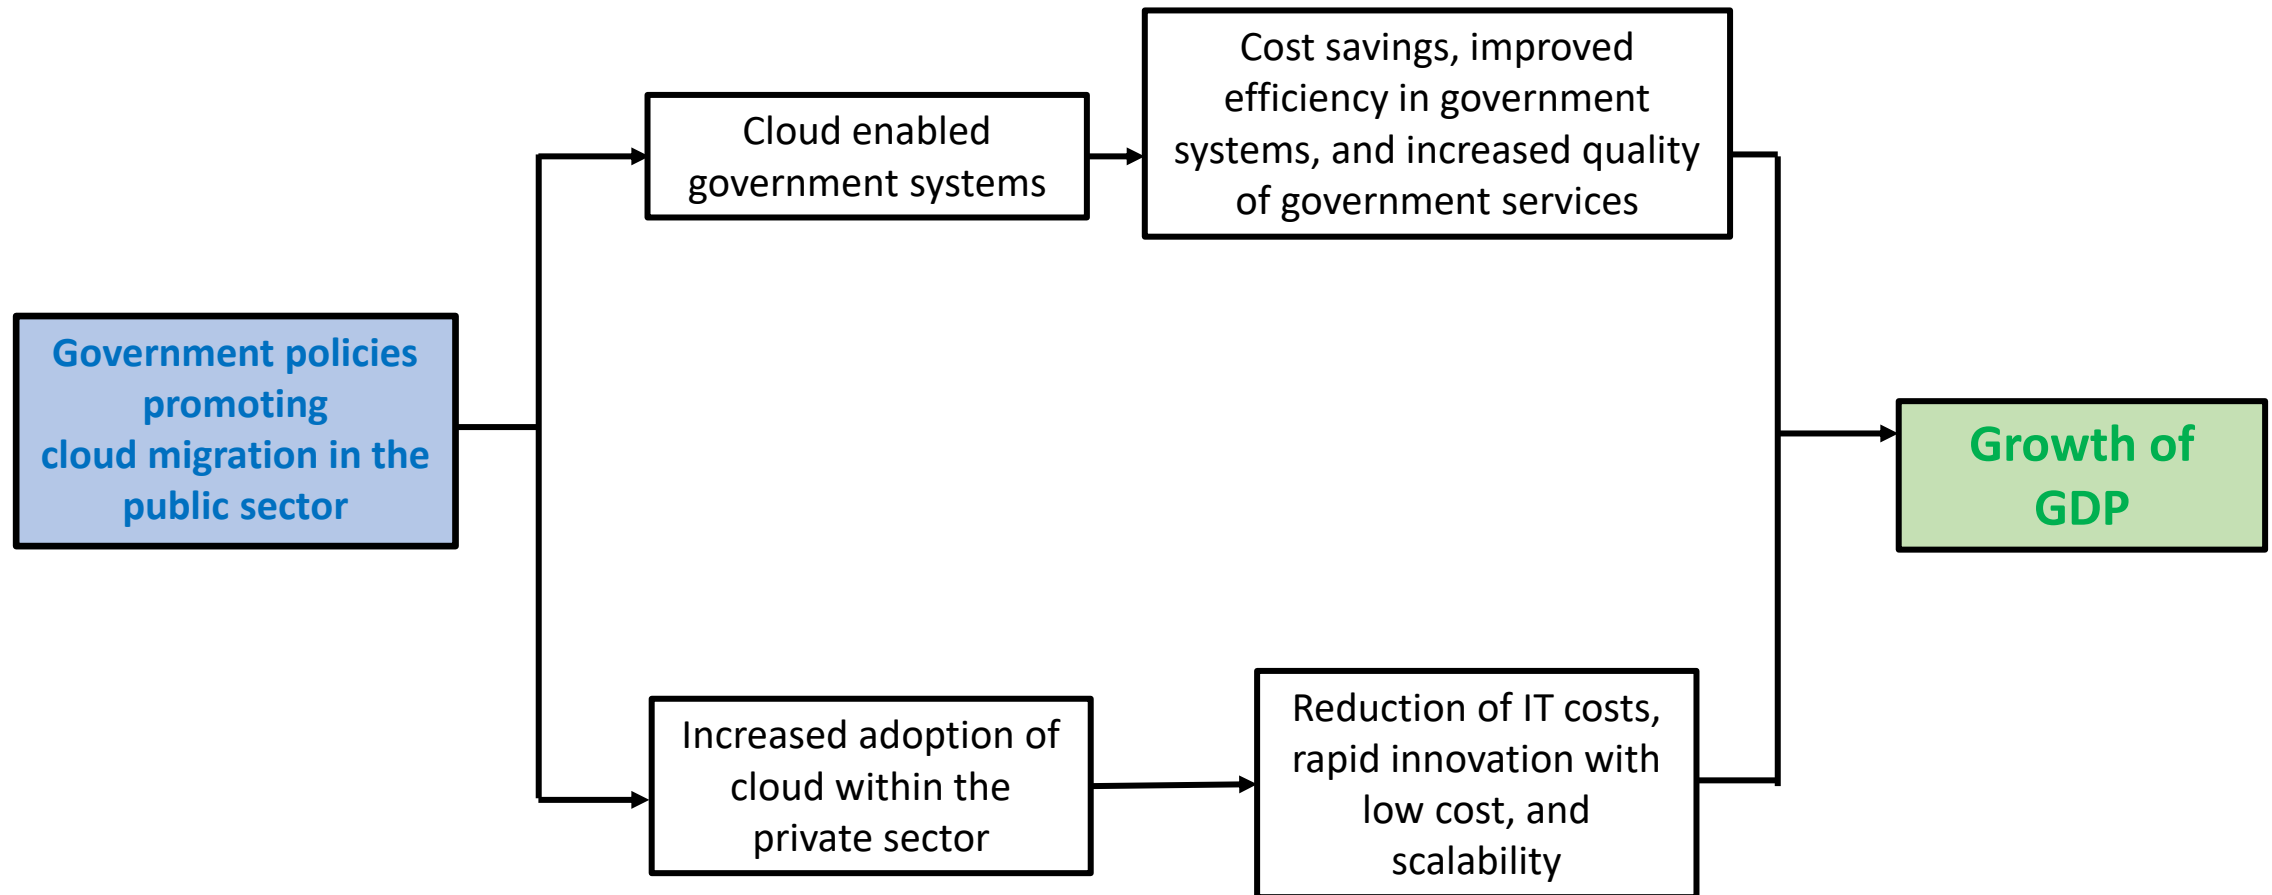 Cost savings, improved
efficiency in government
systems, and increased quality
of government services
Cloud enabled
government systems
Government policies
promoting
cloud migration in the
public sector
Growth of
GDP
Increased adoption of
cloud within the
private sector
Reduction of IT costs,
rapid innovation with
low cost, and
scalability